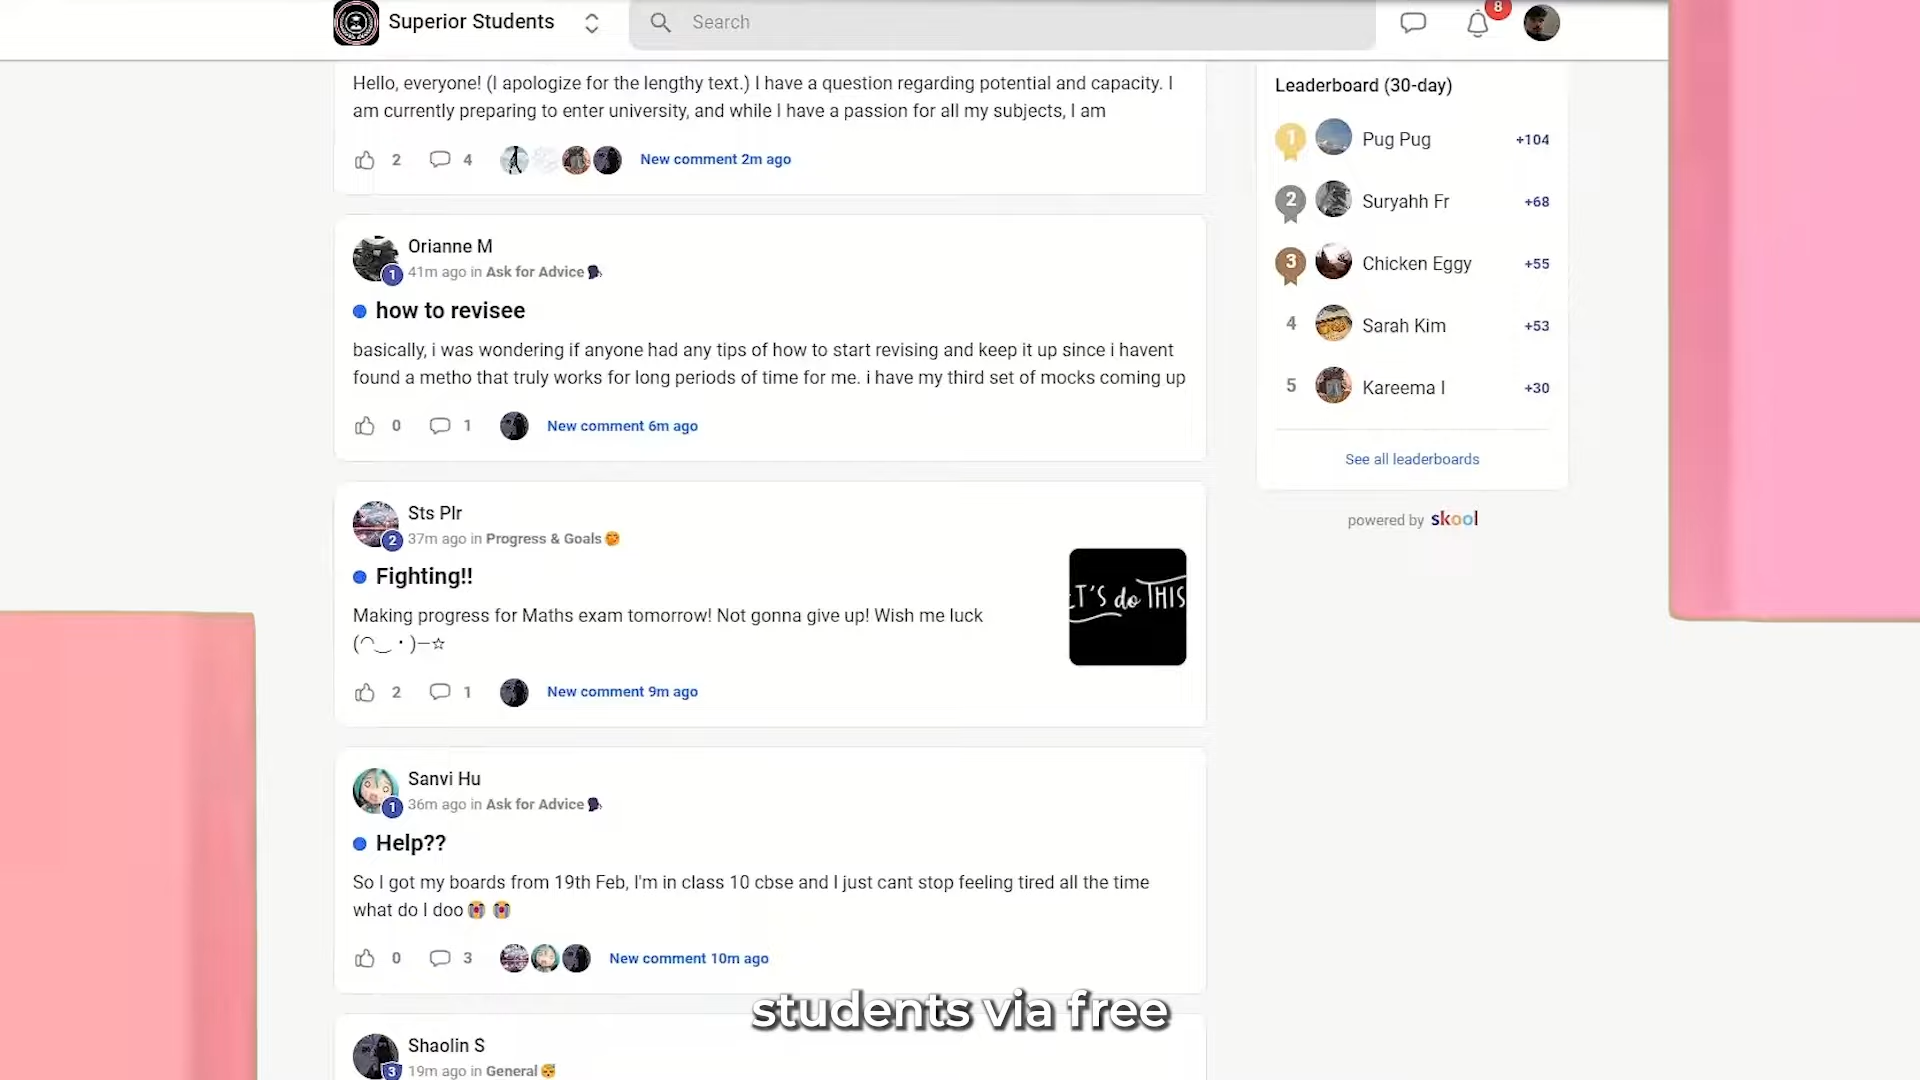 Superior Students
Search
8
Hello, everyone! (I apologize for the lengthy text.) I have a question regarding potential and capacity. I
am currently preparing to enter university, and while I have a passion for all my subjects, I am
2
4
New comment 2m ago
Orianne M
1
41m ago in Ask for Advice
how to revisee
basically, i was wondering if anyone had any tips of how to start revising and keep it up since i havent
found a metho that truly works for long periods of time for me. i have my third set of mocks coming up
0
1
New comment 6m ago
Sts Plr
2
37m ago in Progress & Goals
Fighting!!
Making progress for Maths exam tomorrow! Not gonna give up! Wish me luck
(◠‿・)—☆
ET'S do THIS
2
1
New comment 9m ago
Sanvi Hu
1
36m ago in Ask for Advice
Help??
So I got my boards from 19th Feb, I'm in class 10 cbse and I just cant stop feeling tired all the time
what do I doo 😭 😭
0
3
New comment 10m ago
students via free
Shaolin S
3
19m ago in General
Leaderboard (30-day)
1 Pug Pug +104
2 Suryahh Fr +68
3 Chicken Eggy +55
4 Sarah Kim +53
5 Kareema I +30
See all leaderboards
powered by skool